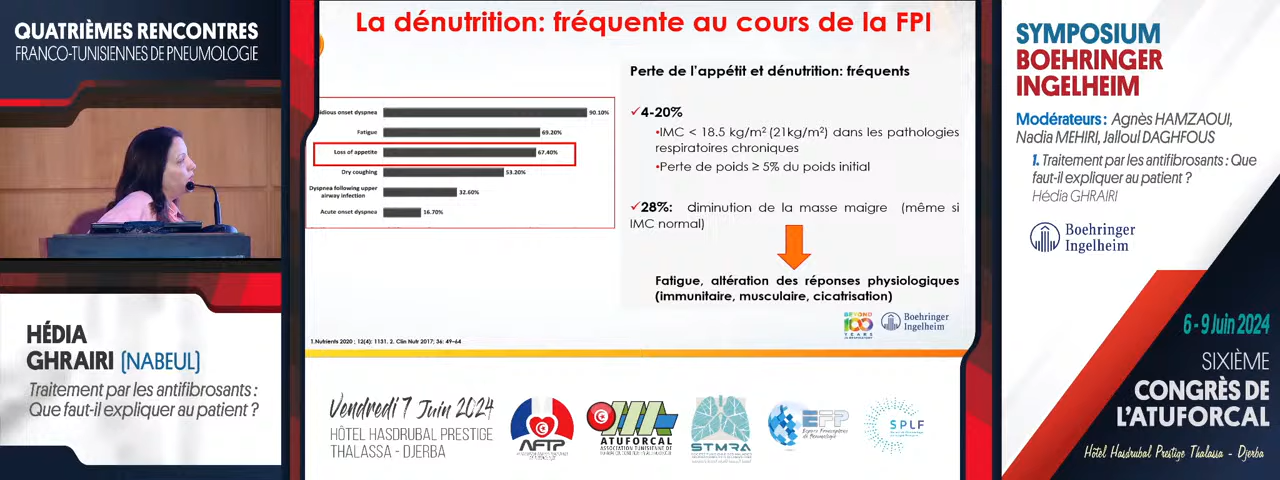 QUATRIÈMES RENCONTRES
FRANCO-TUNISIENNES DE PNEUMOLOGIE
HÉDIA
GHRAIRI (NABEUL)
Traitement par les antifibrosants :
Que faut-il expliquer au patient ?
La dénutrition: fréquente au cours de la FPI
idious onset dyspnea 90.10%
Fatigue 69.20%
Loss of appetite 67.40%
Dry coughing 53.20%
Dyspnea following upper
airway infection 32.60%
Acute onset dyspnea 16.70%
Perte de l'appétit et dénutrition: fréquents
✓4-20%
•IMC < 18.5 kg/m² (21kg/m²) dans les pathologies
respiratoires chroniques
•Perte de poids ≥ 5% du poids initial
✓28%: diminution de la masse maigre (même si
IMC normal)
Fatigue, altération des réponses physiologiques
(immunitaire, musculaire, cicatrisation)
BEYOND
100
YEARS
Boehringer
Ingelheim
1.Nutrients 2020 ; 12(4): 1131. 2. Clin Nutr 2017; 36: 49–64
Vendredi 7 Juin 2024
HÔTEL HASDRUBAL PRESTIGE
THALASSA - DJERBA
AFTP
ATUFORCAL
STMRA
EFP
SPLF
SYMPOSIUM
BOEHRINGER
INGELHEIM
Modérateurs : Agnès HAMZAOUI,
Nadia MEHIRI, Jalloul DAGHFOUS
1. Traitement par les antifibrosants : Que
faut-il expliquer au patient ?
Hédia GHRAIRI
Boehringer
Ingelheim
6 - 9 Juin 2024
SIXIÈME
CONGRÈS DE
L'ATUFORCAL
Hôtel Hasdrubal Prestige Thalassa - Djerba